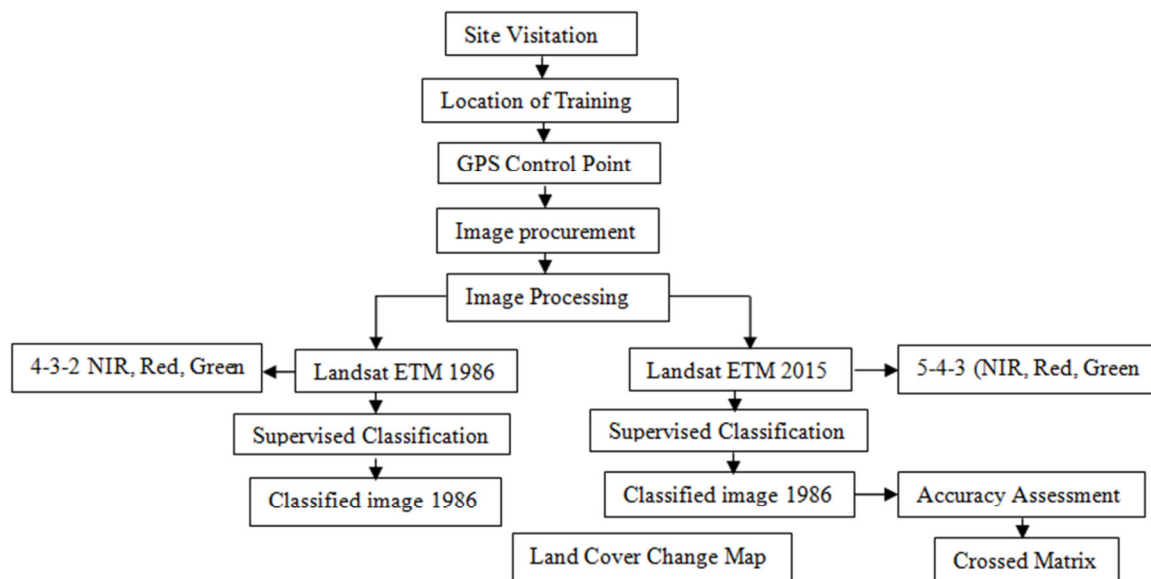 Site Visitation
Location of Training
GPS Control Point
Image procurement
Image Processing
4-3-2 NIR, Red, Green
Landsat ETM 1986
Landsat ETM 2015
5-4-3 (NIR, Red, Green
Supervised Classification
Supervised Classification
Classified image 1986
Classified image 1986
Accuracy Assessment
Land Cover Change Map
Crossed Matrix